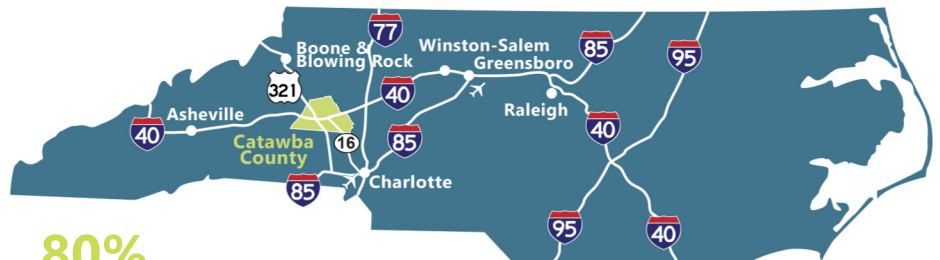 77
Winston-Salem
85
95
Boone &
Blowing Rock
Greensboro
321
40
Raleigh
Asheville
40
Catawba
County
16
85
40
Charlotte
85
95
40
80%